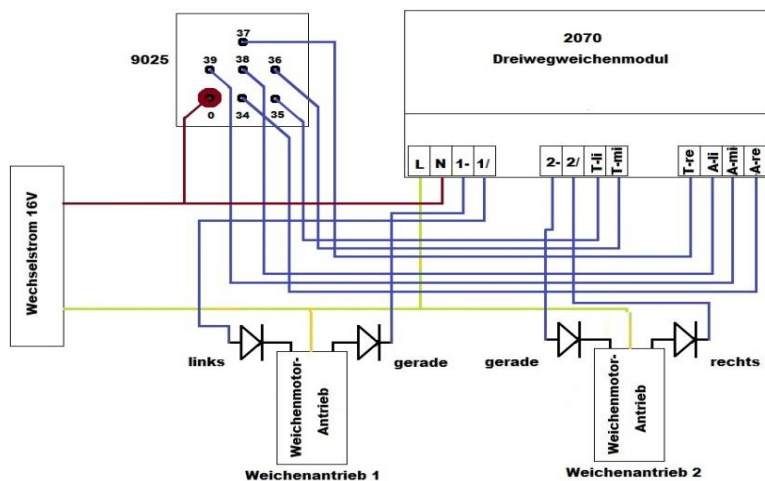 9025
37
39 38 36
0 34 35
2070
Dreiwegweichenmodul
L N 1- 1/
2- 2/ T-li T-mi
T-re A-li A-mi A-re
Wechselstrom 16V
links
gerade
gerade
rechts
Weichenmotor-
Antrieb
Weichenmotor-
Antrieb
Weichenantrieb 1
Weichenantrieb 2